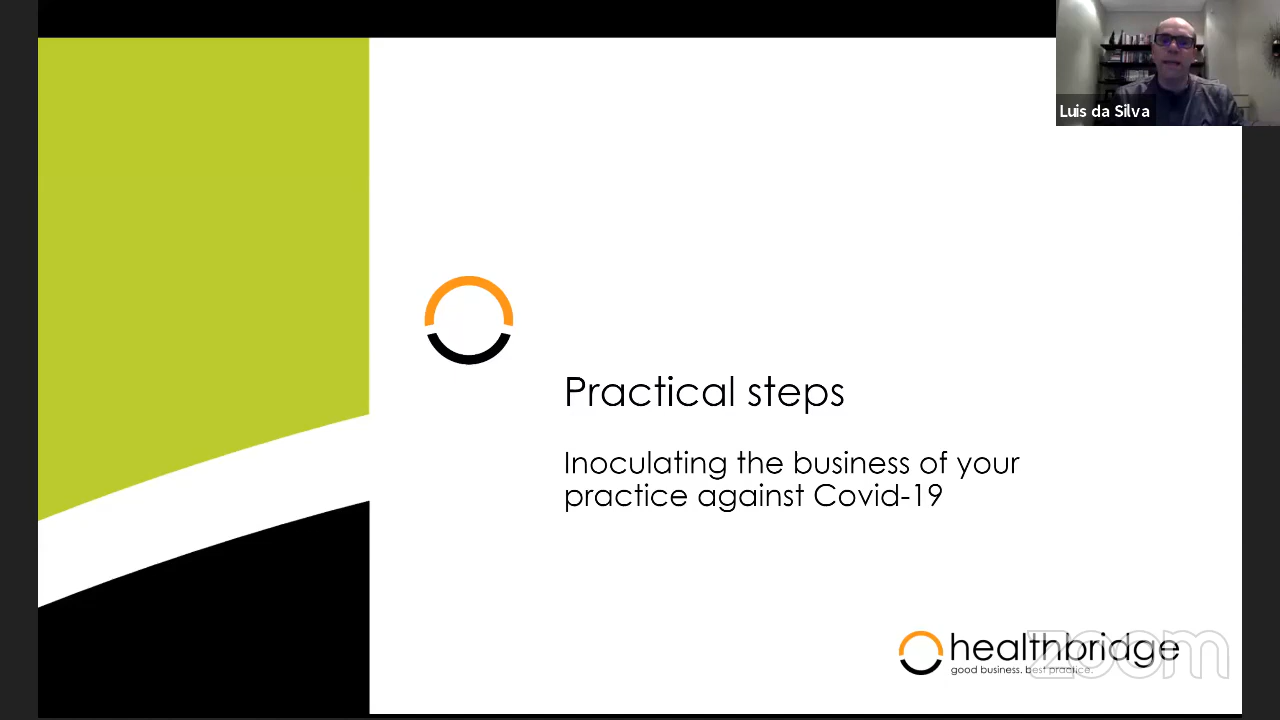 Luis da Silva
Practical steps
Inoculating the business of your
practice against Covid-19
healthbridge
good business. best practice.
zoom